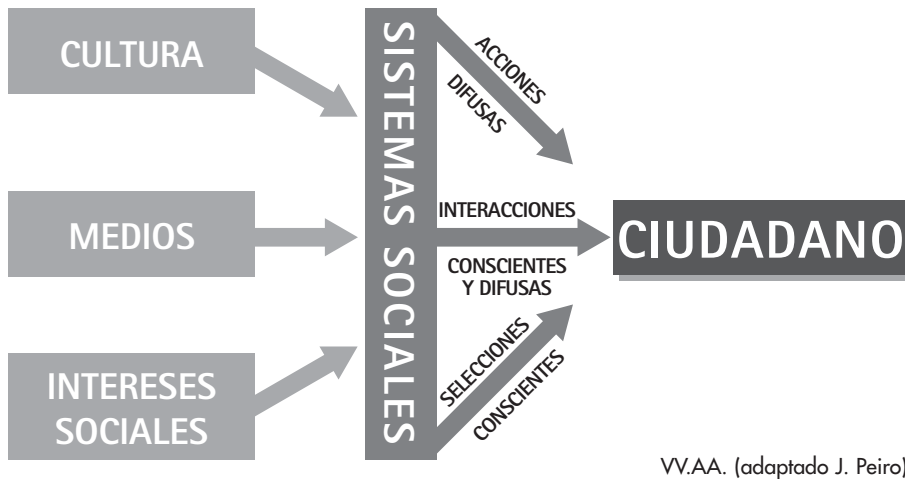 CULTURA
MEDIOS
INTERESES
SOCIALES
SISTEMAS SOCIALES
ACCIONES
DIFUSAS
INTERACCIONES
CONSCIENTES
Y DIFUSAS
SELECCIONES
CONSCIENTES
CIUDADANO
VV.AA. (adaptado J. Peiro)